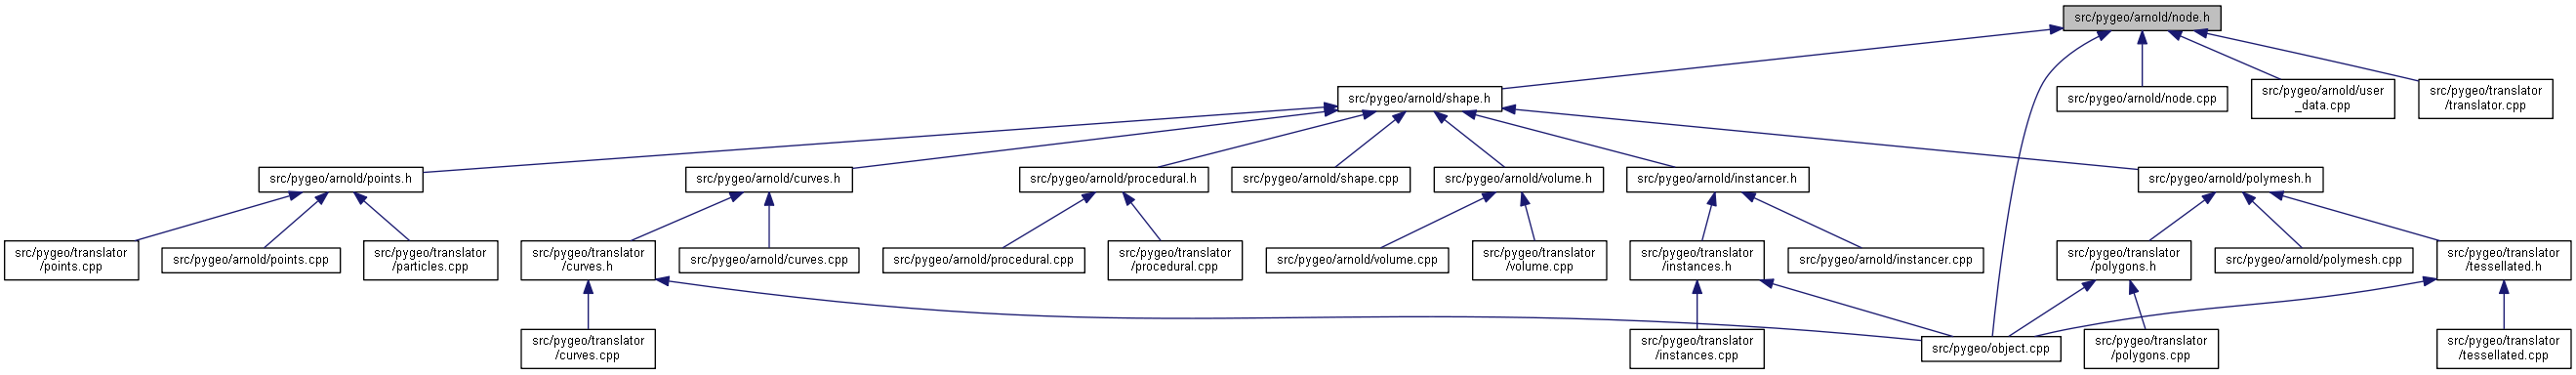 src/pygeo/arnold/node.h
src/pygeo/arnold/shape.h
src/pygeo/arnold/node.cpp
src/pygeo/arnold/user
_data.cpp
src/pygeo/translator
/translator.cpp
src/pygeo/arnold/points.h
src/pygeo/arnold/curves.h
src/pygeo/arnold/procedural.h
src/pygeo/arnold/shape.cpp
src/pygeo/arnold/volume.h
src/pygeo/arnold/instancer.h
src/pygeo/arnold/polymesh.h
src/pygeo/translator
/points.cpp
src/pygeo/arnold/points.cpp
src/pygeo/translator
/particles.cpp
src/pygeo/translator
/curves.h
src/pygeo/arnold/curves.cpp
src/pygeo/arnold/procedural.cpp
src/pygeo/translator
/procedural.cpp
src/pygeo/arnold/volume.cpp
src/pygeo/translator
/volume.cpp
src/pygeo/translator
/instances.h
src/pygeo/arnold/instancer.cpp
src/pygeo/translator
/polygons.h
src/pygeo/arnold/polymesh.cpp
src/pygeo/translator
/tessellated.h
src/pygeo/translator
/curves.cpp
src/pygeo/translator
/instances.cpp
src/pygeo/object.cpp
src/pygeo/translator
/polygons.cpp
src/pygeo/translator
/tessellated.cpp